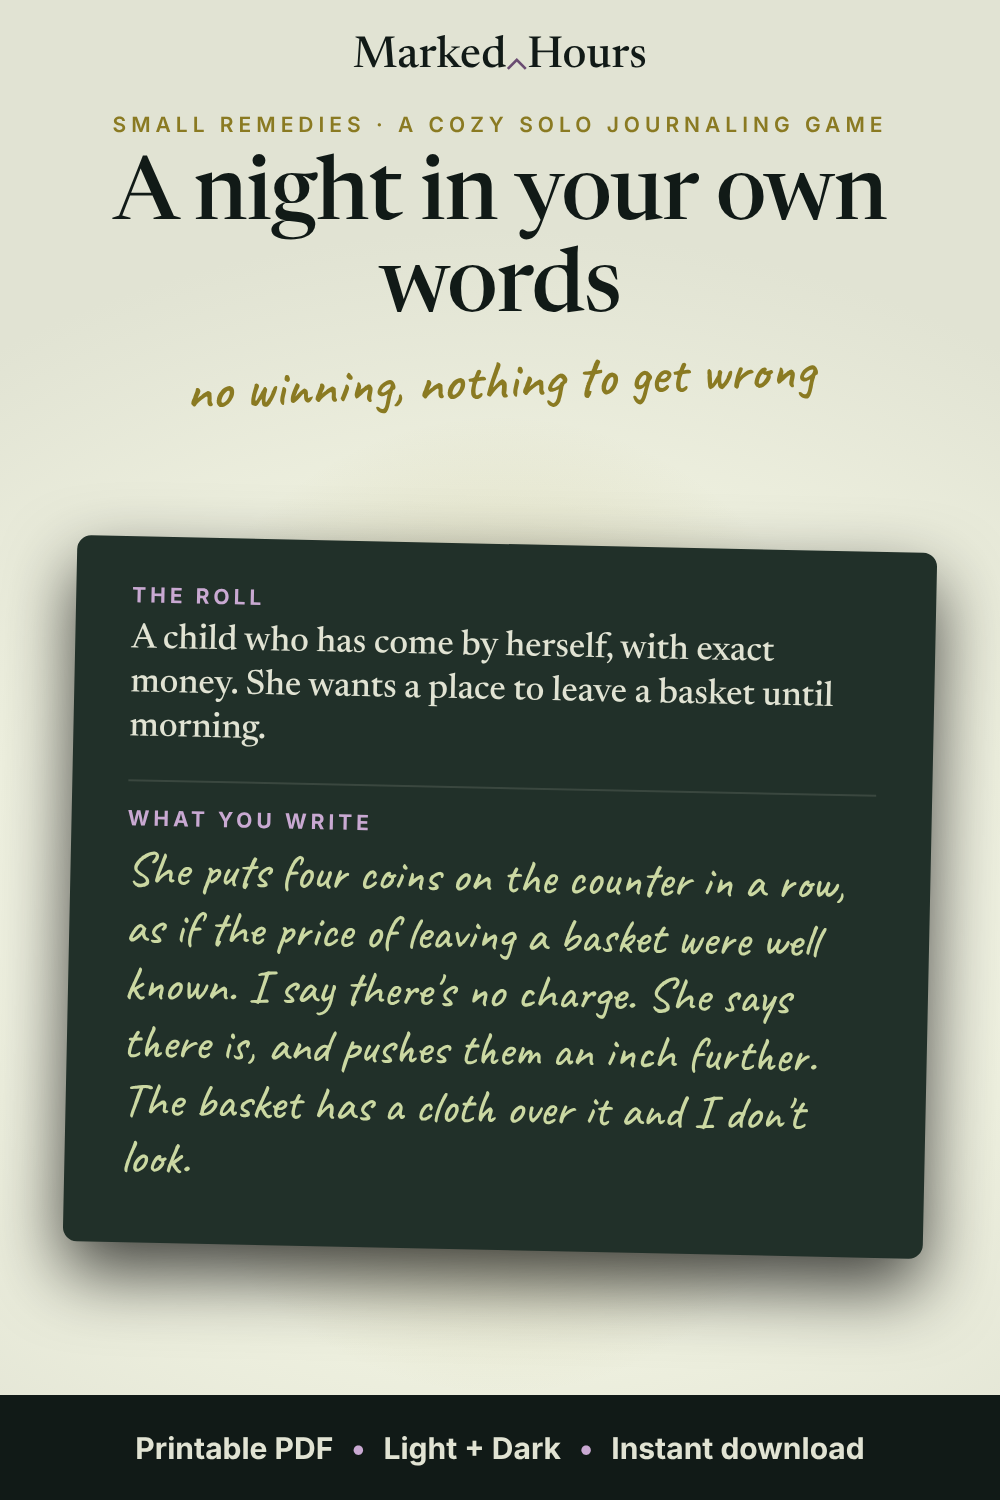 Marked‸Hours
SMALL REMEDIES · A COZY SOLO JOURNALING GAME
A night in your own
words
no winning, nothing to get wrong
THE ROLL
A child who has come by herself, with exact
money. She wants a place to leave a basket until
morning.
WHAT YOU WRITE
She puts four coins on the counter in a row,
as if the price of leaving a basket were well
known. I say there's no charge. She says
there is, and pushes them an inch further.
The basket has a cloth over it and I don't
look.
Printable PDF • Light + Dark • Instant download